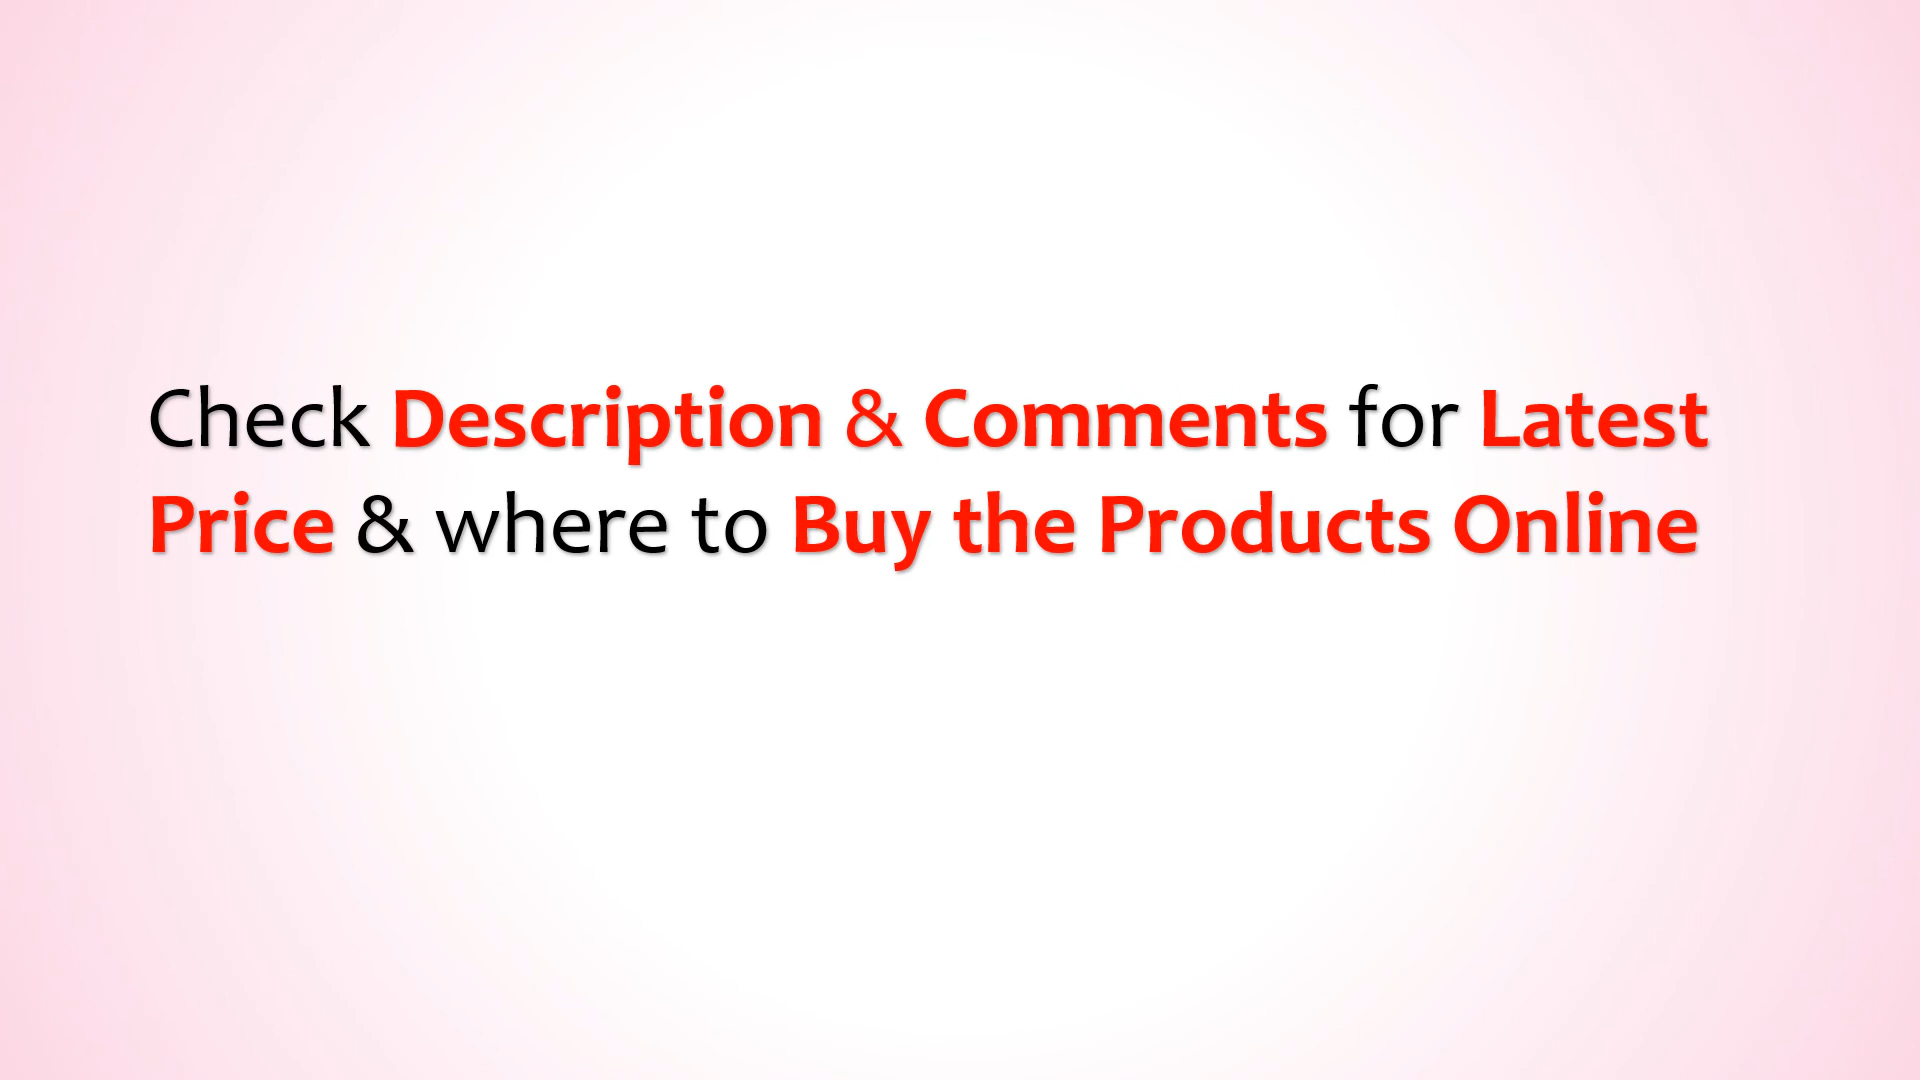 Check Description & Comments for Latest
Price & where to Buy the Products Online